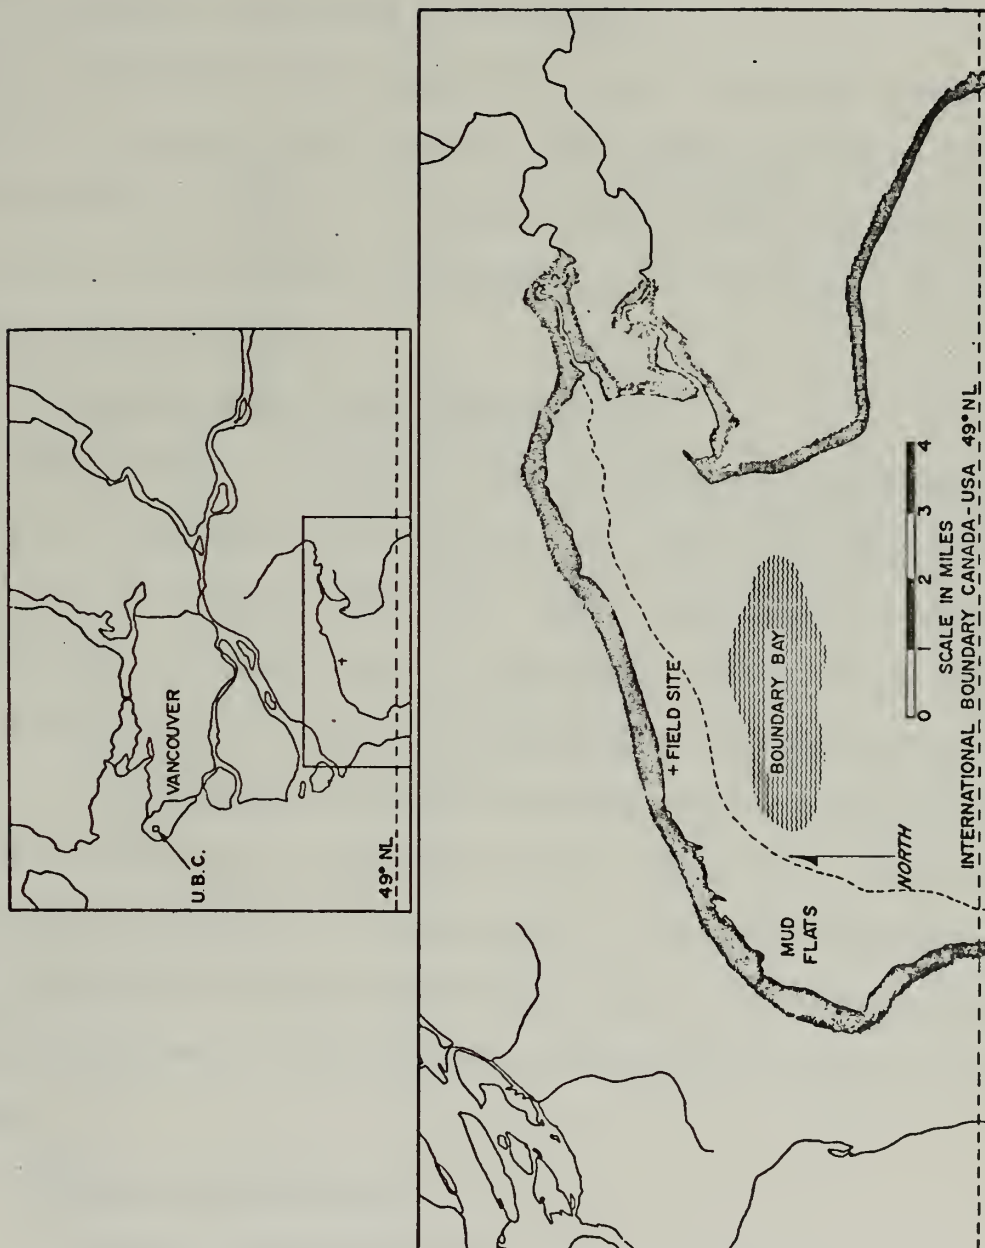 VANCOUVER
U.B.C.
49° NL
+ FIELD SITE
BOUNDARY BAY
MUD
FLATS
NORTH
0 1 2 3 4
SCALE IN MILES
INTERNATIONAL BOUNDARY CANADA-USA 49° NL